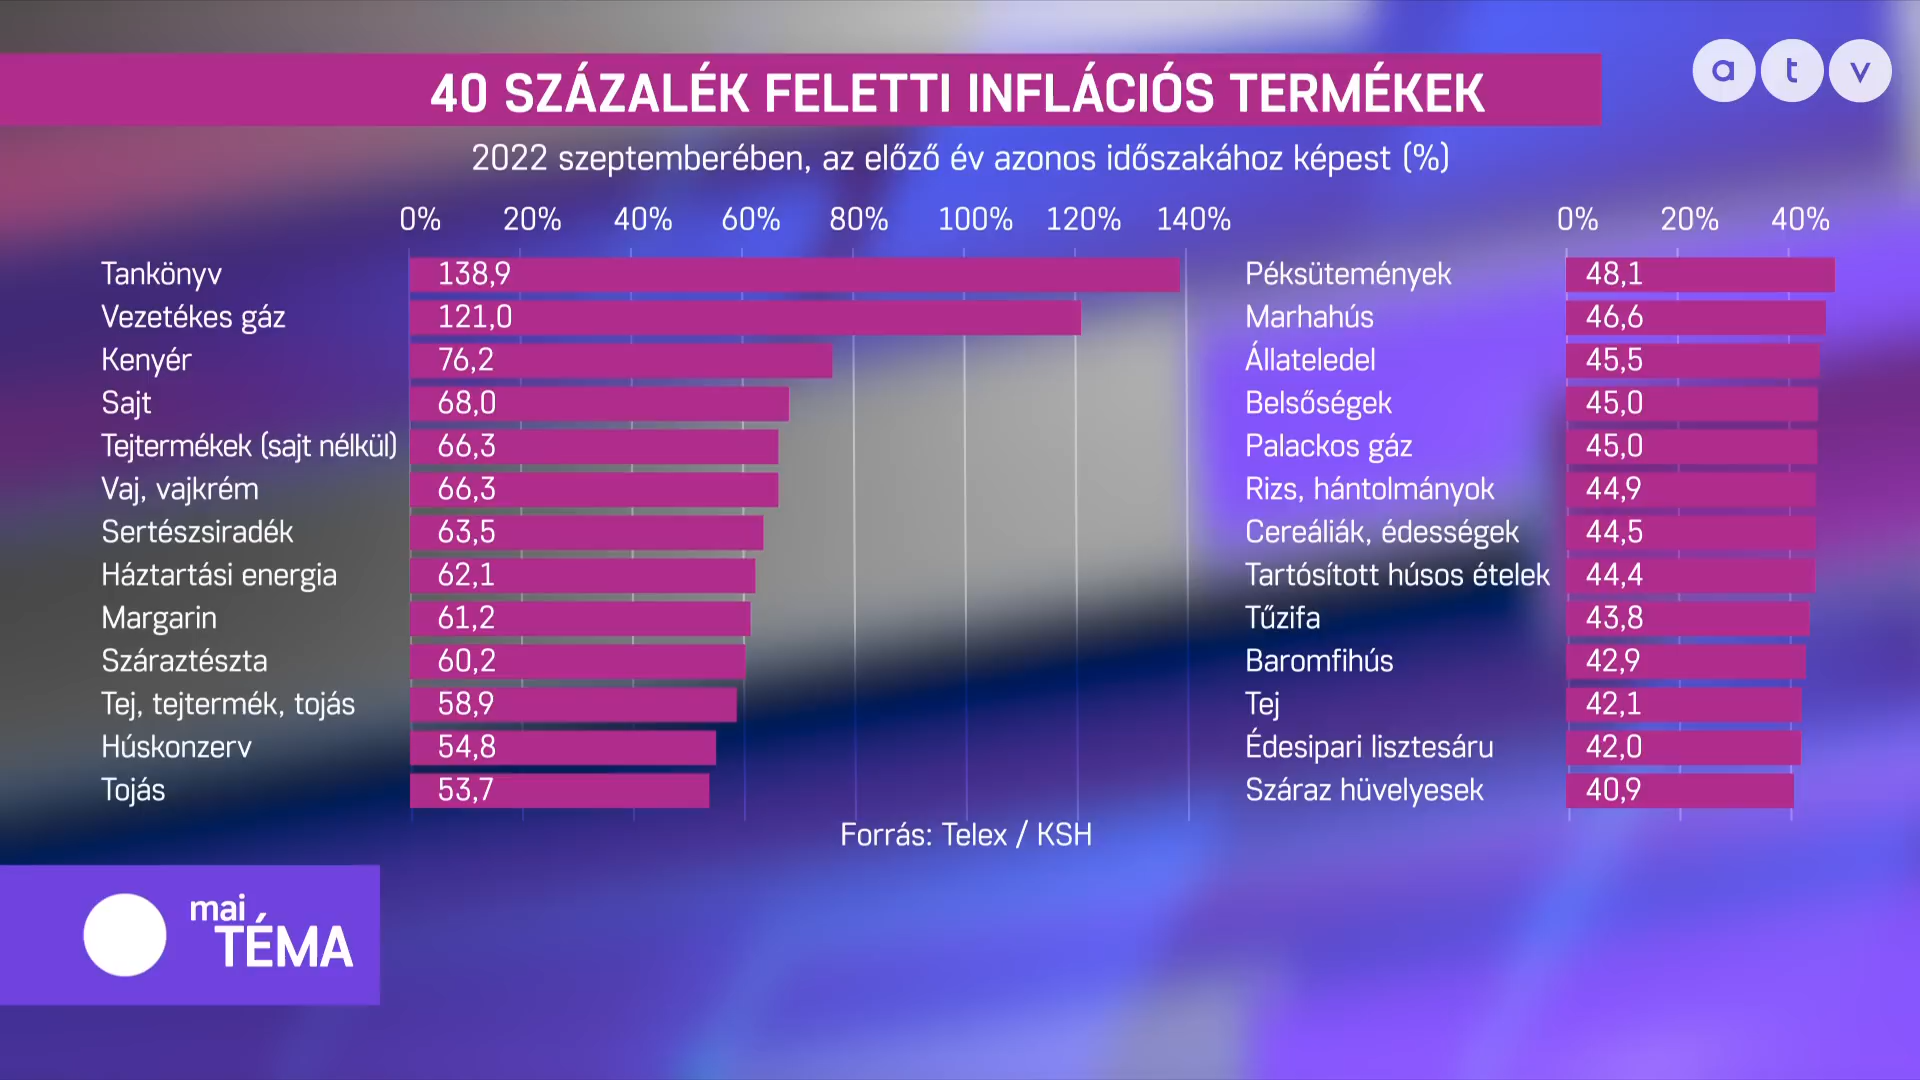 40 SZÁZALÉK FELETTI INFLÁCIÓS TERMÉKEK
a t v
2022 szeptemberében, az előző év azonos időszakához képest (%)
0% 20% 40% 60% 80% 100% 120% 140%
Tankönyv 138,9
Vezetékes gáz 121,0
Kenyér 76,2
Sajt 68,0
Tejtermékek (sajt nélkül) 66,3
Vaj, vajkrém 66,3
Sertészsiradék 63,5
Háztartási energia 62,1
Margarin 61,2
Száraztészta 60,2
Tej, tejtermék, tojás 58,9
Húskonzerv 54,8
Tojás 53,7
0% 20% 40%
Péksütemények 48,1
Marhahús 46,6
Állateledel 45,5
Belsőségek 45,0
Palackos gáz 45,0
Rizs, hántolmányok 44,9
Cereáliák, édességek 44,5
Tartósított húsos ételek 44,4
Tűzifa 43,8
Baromfihús 42,9
Tej 42,1
Édesipari lisztesáru 42,0
Száraz hüvelyesek 40,9
Forrás: Telex / KSH
mai
TÉMA